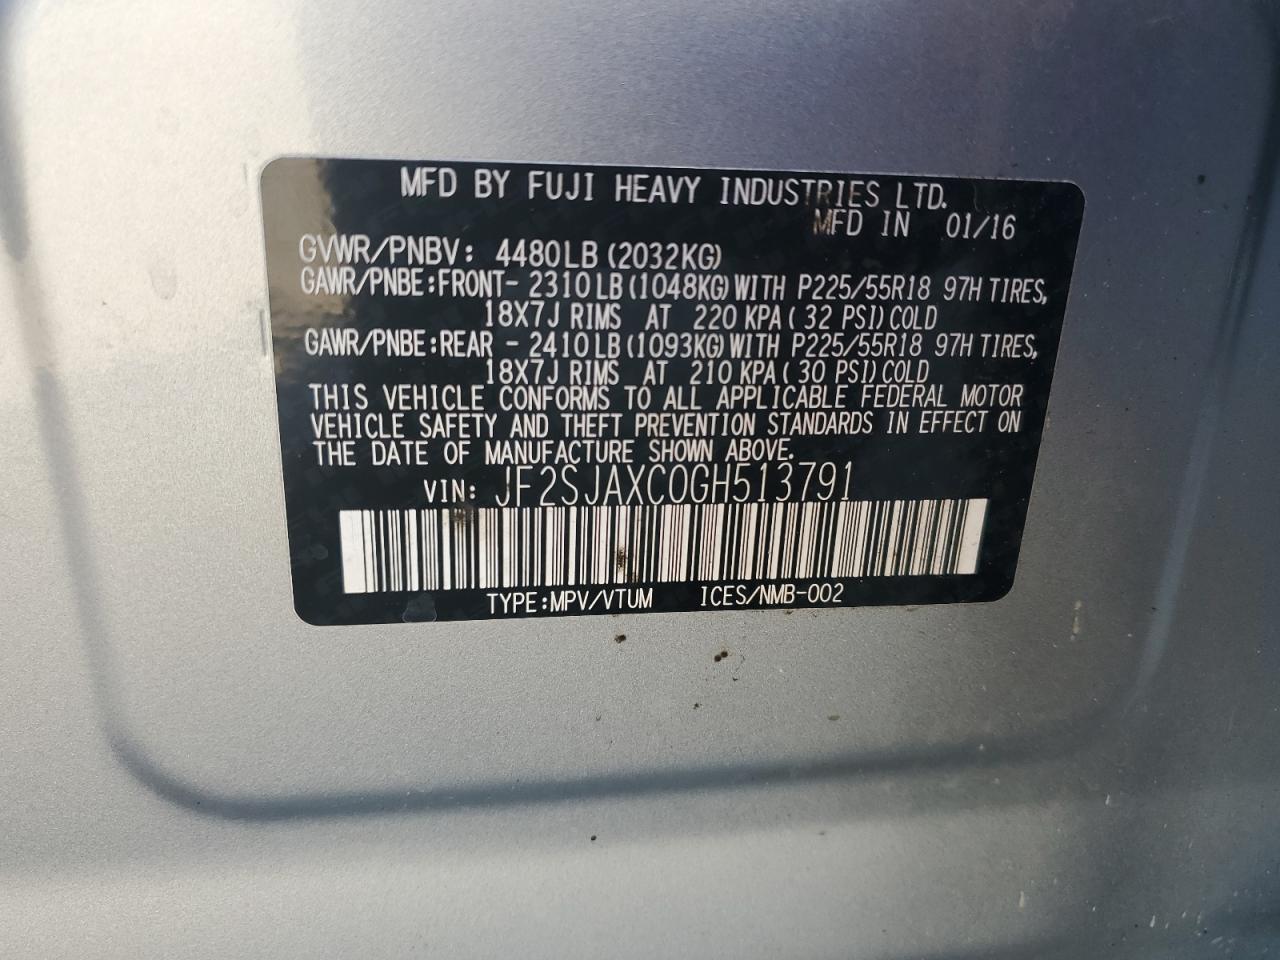 MFD BY FUJI HEAVY INDUSTRIES LTD.
MFD IN 01/16
GVWR/PNBV: 4480LB (2032KG)
GAWR/PNBE:FRONT- 2310LB (1048KG) WITH P225/55R18 97H TIRES,
18X7J RIMS AT 220 KPA ( 32 PSI) COLD
GAWR/PNBE:REAR - 2410LB (1093KG) WITH P225/55R18 97H TIRES,
18X7J RIMS AT 210 KPA ( 30 PSI) COLD
THIS VEHICLE CONFORMS TO ALL APPLICABLE FEDERAL MOTOR
VEHICLE SAFETY AND THEFT PREVENTION STANDARDS IN EFFECT ON
THE DATE OF MANUFACTURE SHOWN ABOVE.
VIN: JF2SJAXC0GH513791
TYPE:MPV/VTUM ICES/NMB-002